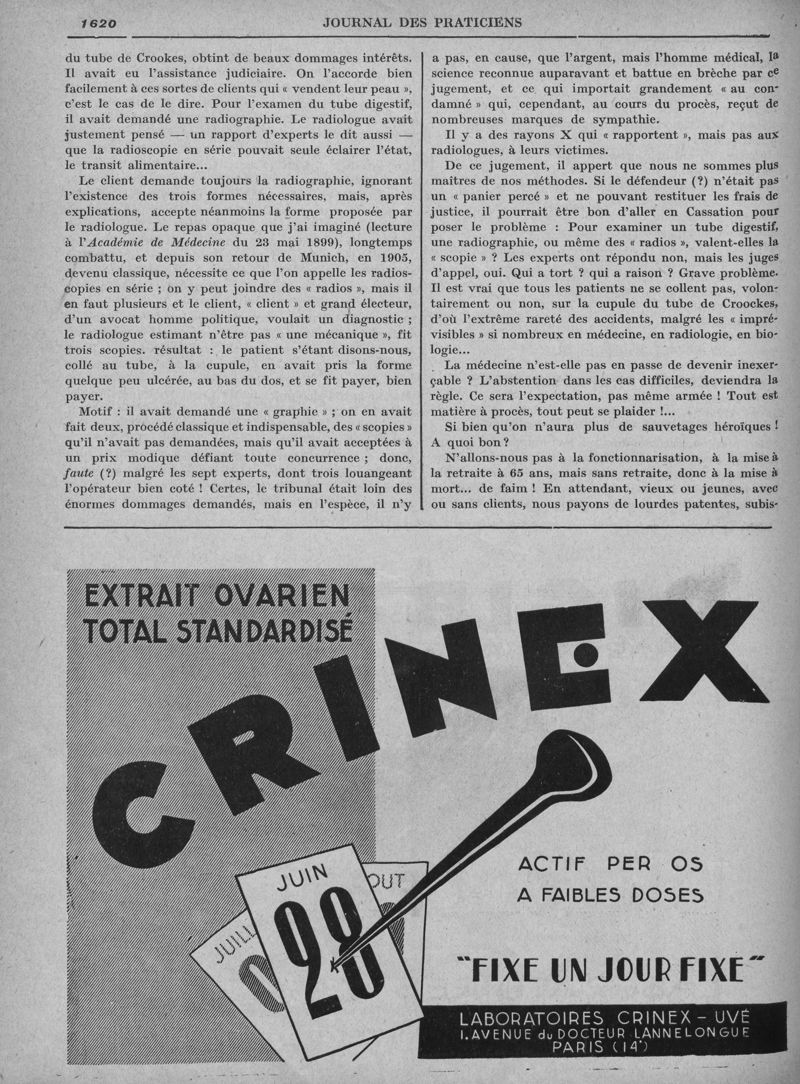 1620
JOURNAL DES PRATICIENS
du tube de Crookes, obtint de beaux dommages intérêts.
Il avait eu l'assistance judiciaire. On l'accorde bien
facilement à ces sortes de clients qui « vendent leur peau »,
c'est le cas de le dire. Pour l'examen du tube digestif,
il avait demandé une radiographie. Le radiologue avait
justement pensé — un rapport d'experts le dit aussi —
que la radioscopie en série pouvait seule éclairer l'état,
le transit alimentaire...
Le client demande toujours la radiographie, ignorant
l'existence des trois formes nécessaires, mais, après
explications, accepte néanmoins la forme proposée par
le radiologue. Le repas opaque que j'ai imaginé (lecture
à l'Académie de Médecine du 23 mai 1899), longtemps
combattu, et depuis son retour de Munich, en 1905,
devenu classique, nécessite ce que l'on appelle les radios-
copies en série ; on y peut joindre des « radios », mais il
en faut plusieurs et le client, « client » et grand électeur,
d'un avocat homme politique, voulait un diagnostic ;
le radiologue estimant n'être pas « une mécanique », fit
trois scopies. résultat : le patient s'étant disons-nous,
collé au tube, à la cupule, en avait pris la forme
quelque peu ulcérée, au bas du dos, et se fit payer, bien
payer.
Motif : il avait demandé une « graphie » ; on en avait
fait deux, procédé classique et indispensable, des « scopies »
qu'il n'avait pas demandées, mais qu'il avait acceptées à
un prix modique défiant toute concurrence ; donc,
faute (?) malgré les sept experts, dont trois louangeant
l'opérateur bien coté ! Certes, le tribunal était loin des
énormes dommages demandés, mais en l'espèce, il n'y
a pas, en cause, que l'argent, mais l'homme médical, la
science reconnue auparavant et battue en brèche par ce
jugement, et ce qui importait grandement « au con-
damné » qui, cependant, au cours du procès, reçut de
nombreuses marques de sympathie.
Il y a des rayons X qui « rapportent », mais pas aux
radiologues, à leurs victimes.
De ce jugement, il appert que nous ne sommes plus
maîtres de nos méthodes. Si le défendeur (?) n'était pas
un « panier percé » et ne pouvant restituer les frais de
justice, il pourrait être bon d'aller en Cassation pour
poser le problème : Pour examiner un tube digestif,
une radiographie, ou même des « radios », valent-elles la
« scopie » ? Les experts ont répondu non, mais les juges
d'appel, oui. Qui a tort ? qui a raison ? Grave problème.
Il est vrai que tous les patients ne se collent pas, volon-
tairement ou non, sur la cupule du tube de Croockes,
d'où l'extrême rareté des accidents, malgré les « impré-
visibles » si nombreux en médecine, en radiologie, en bio-
logie...
La médecine n'est-elle pas en passe de devenir inexer-
çable ? L'abstention dans les cas difficiles, deviendra la
règle. Ce sera l'expectation, pas même armée ! Tout est
matière à procès, tout peut se plaider !...
Si bien qu'on n'aura plus de sauvetages héroïques !
A quoi bon ?
N'allons-nous pas à la fonctionnarisation, à la mise à
la retraite à 65 ans, mais sans retraite, donc à la mise à
mort... de faim ! En attendant, vieux ou jeunes, avec
ou sans clients, nous payons de lourdes patentes, subis-
EXTRAIT OVARIEN
TOTAL STANDARDISÉ
CRINEX
JUIN
28
JUILL
OUT
0
ACTIF PER OS
A FAIBLES DOSES
"FIXE UN JOUR FIXE"
LABORATOIRES CRINEX - UVÉ
1. AVENUE du DOCTEUR LANNELONGUE
PARIS (14e)